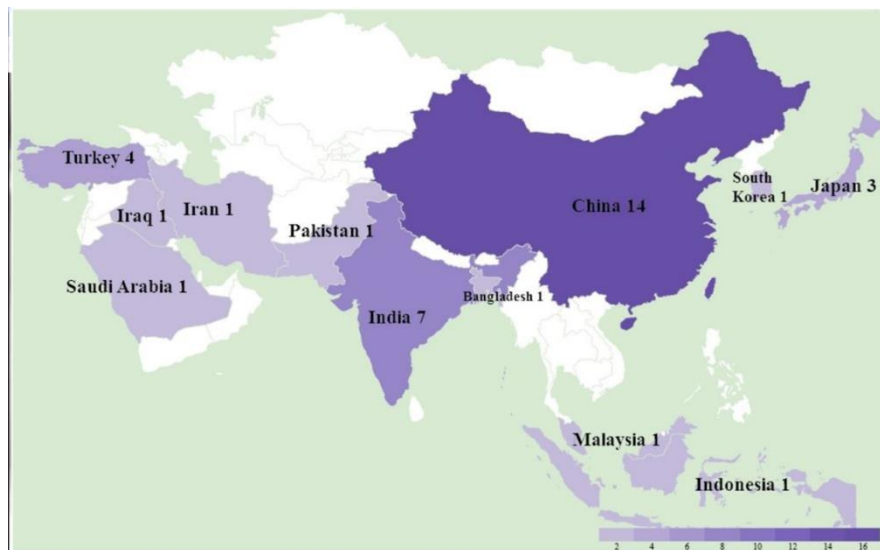 Turkey 4
Iraq 1
Iran 1
Pakistan 1
Saudi Arabia 1
India 7
Bangladesh 1
China 14
South
Korea 1
Japan 3
Malaysia 1
Indonesia 1
2 4 6 8 10 12 14 16